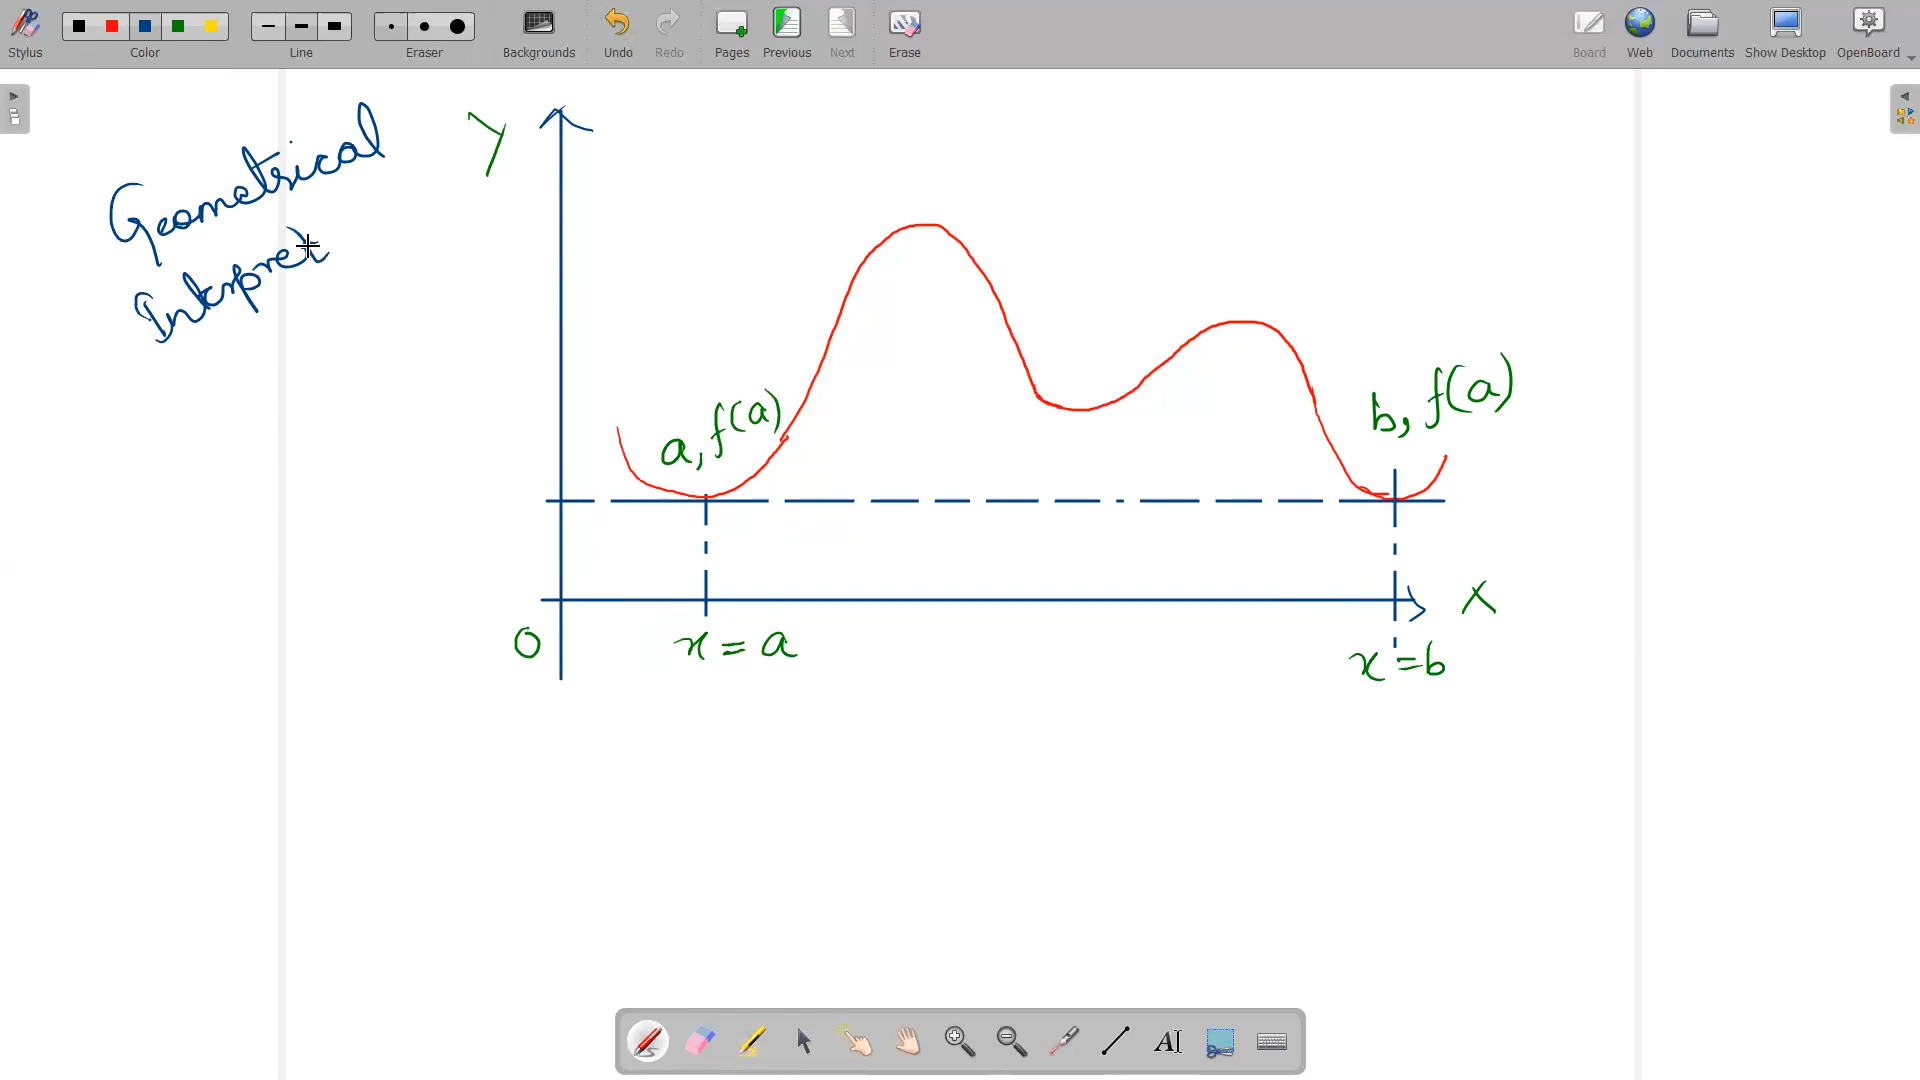 Stylus
Color
Line
Eraser
Backgrounds
Undo
Redo
Pages
Previous
Next
Erase
Board
Web
Documents
Show Desktop
OpenBoard
Geometrical
Interpret
y
a, f(a)
b, f(a)
X
O
x = a
x = b